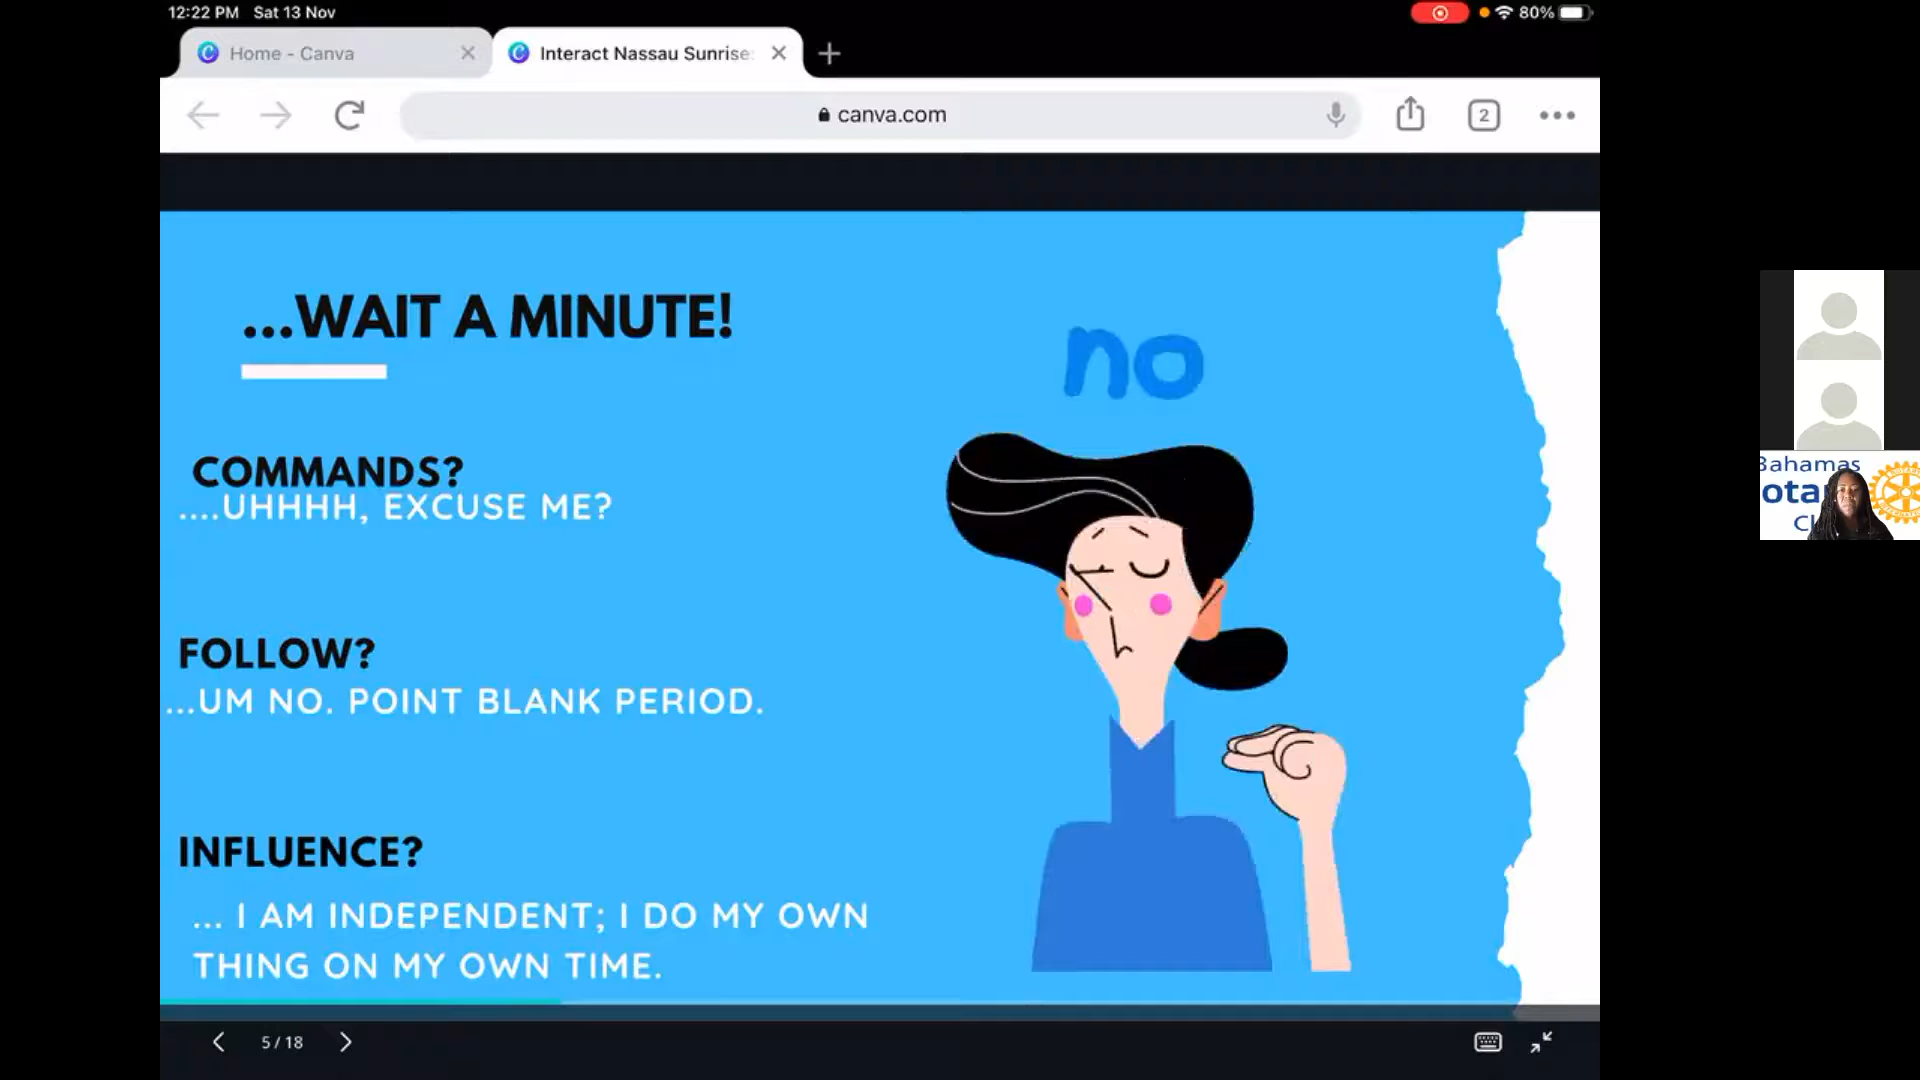 12:22 PM Sat 13 Nov
80%
Home - Canva
Interact Nassau Sunrise
canva.com
2
...WAIT A MINUTE!
no
COMMANDS?
....UHHHH, EXCUSE ME?
FOLLOW?
...UM NO. POINT BLANK PERIOD.
INFLUENCE?
... I AM INDEPENDENT; I DO MY OWN
THING ON MY OWN TIME.
5 / 18
Bahamas